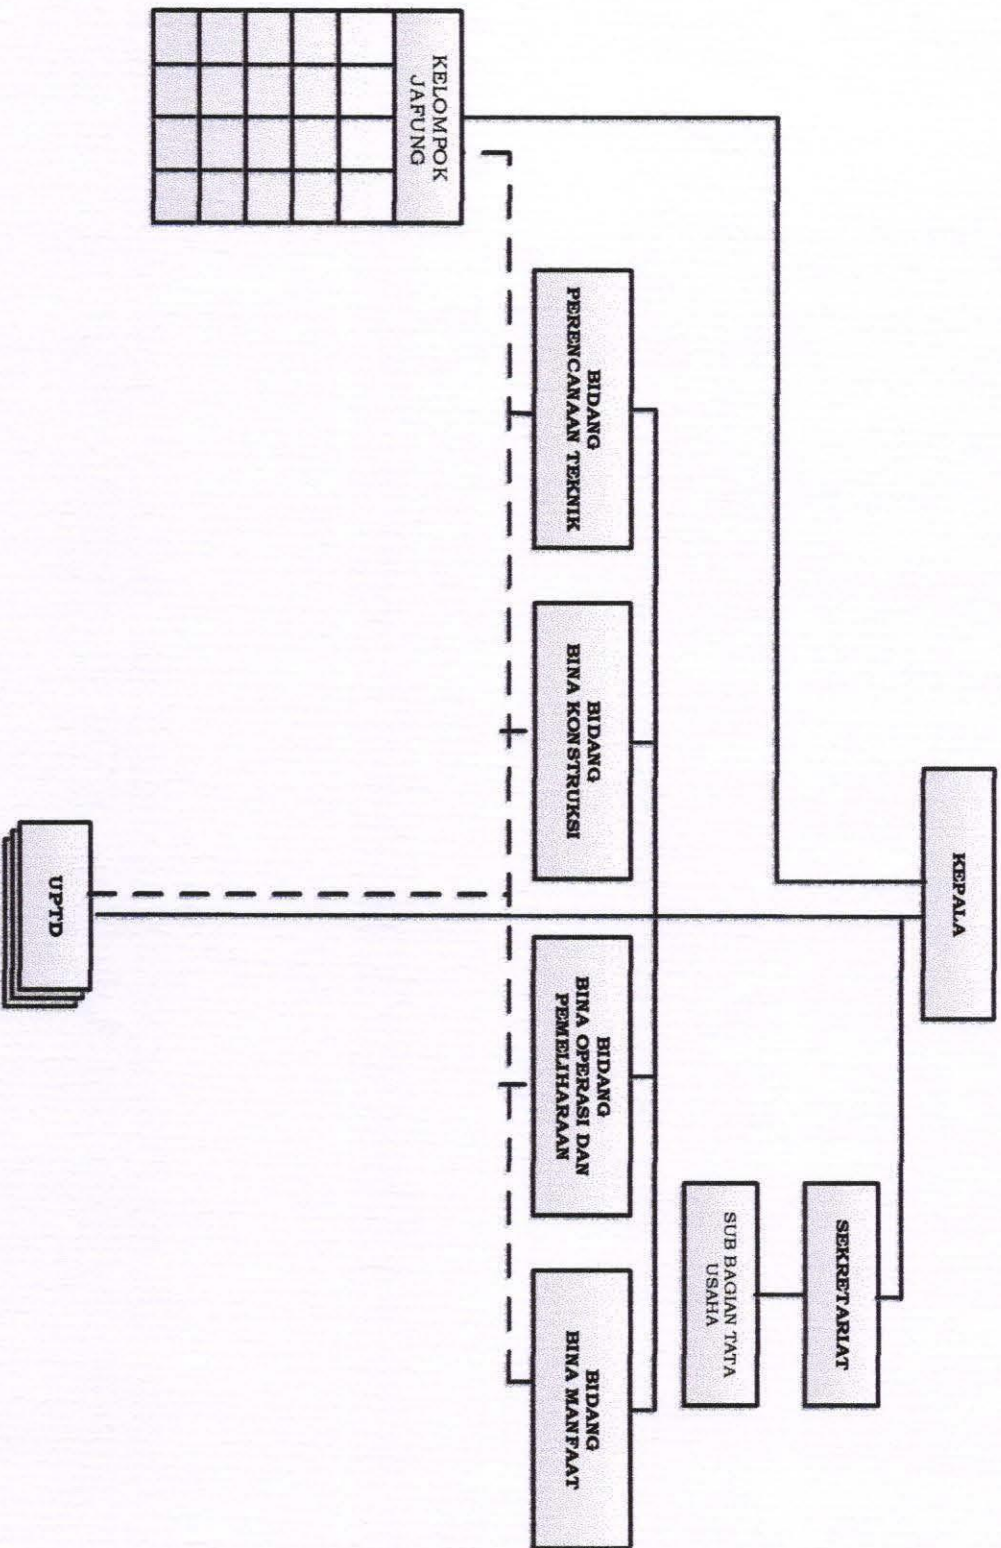 KEPALA
SEKRETARIAT
SUB BAGIAN TATA
USAHA
KELOMPOK
JAFUNG
BIDANG
PERENCANAAN TEKNIK
BIDANG
BINA KONSTRUKSI
BIDANG
BINA OPERASI DAN
PEMELIHARAAN
BIDANG
BINA MANFAAT
UPTD